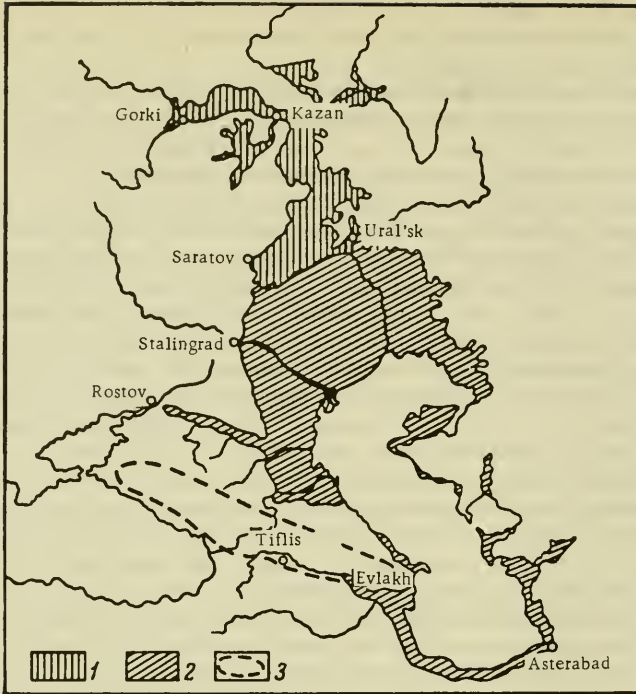 Gorki
Kazan
Ural'sk
Saratov
Stalingrad
Rostov
Tiflis
Evlakh
Asterabad
1 2 3